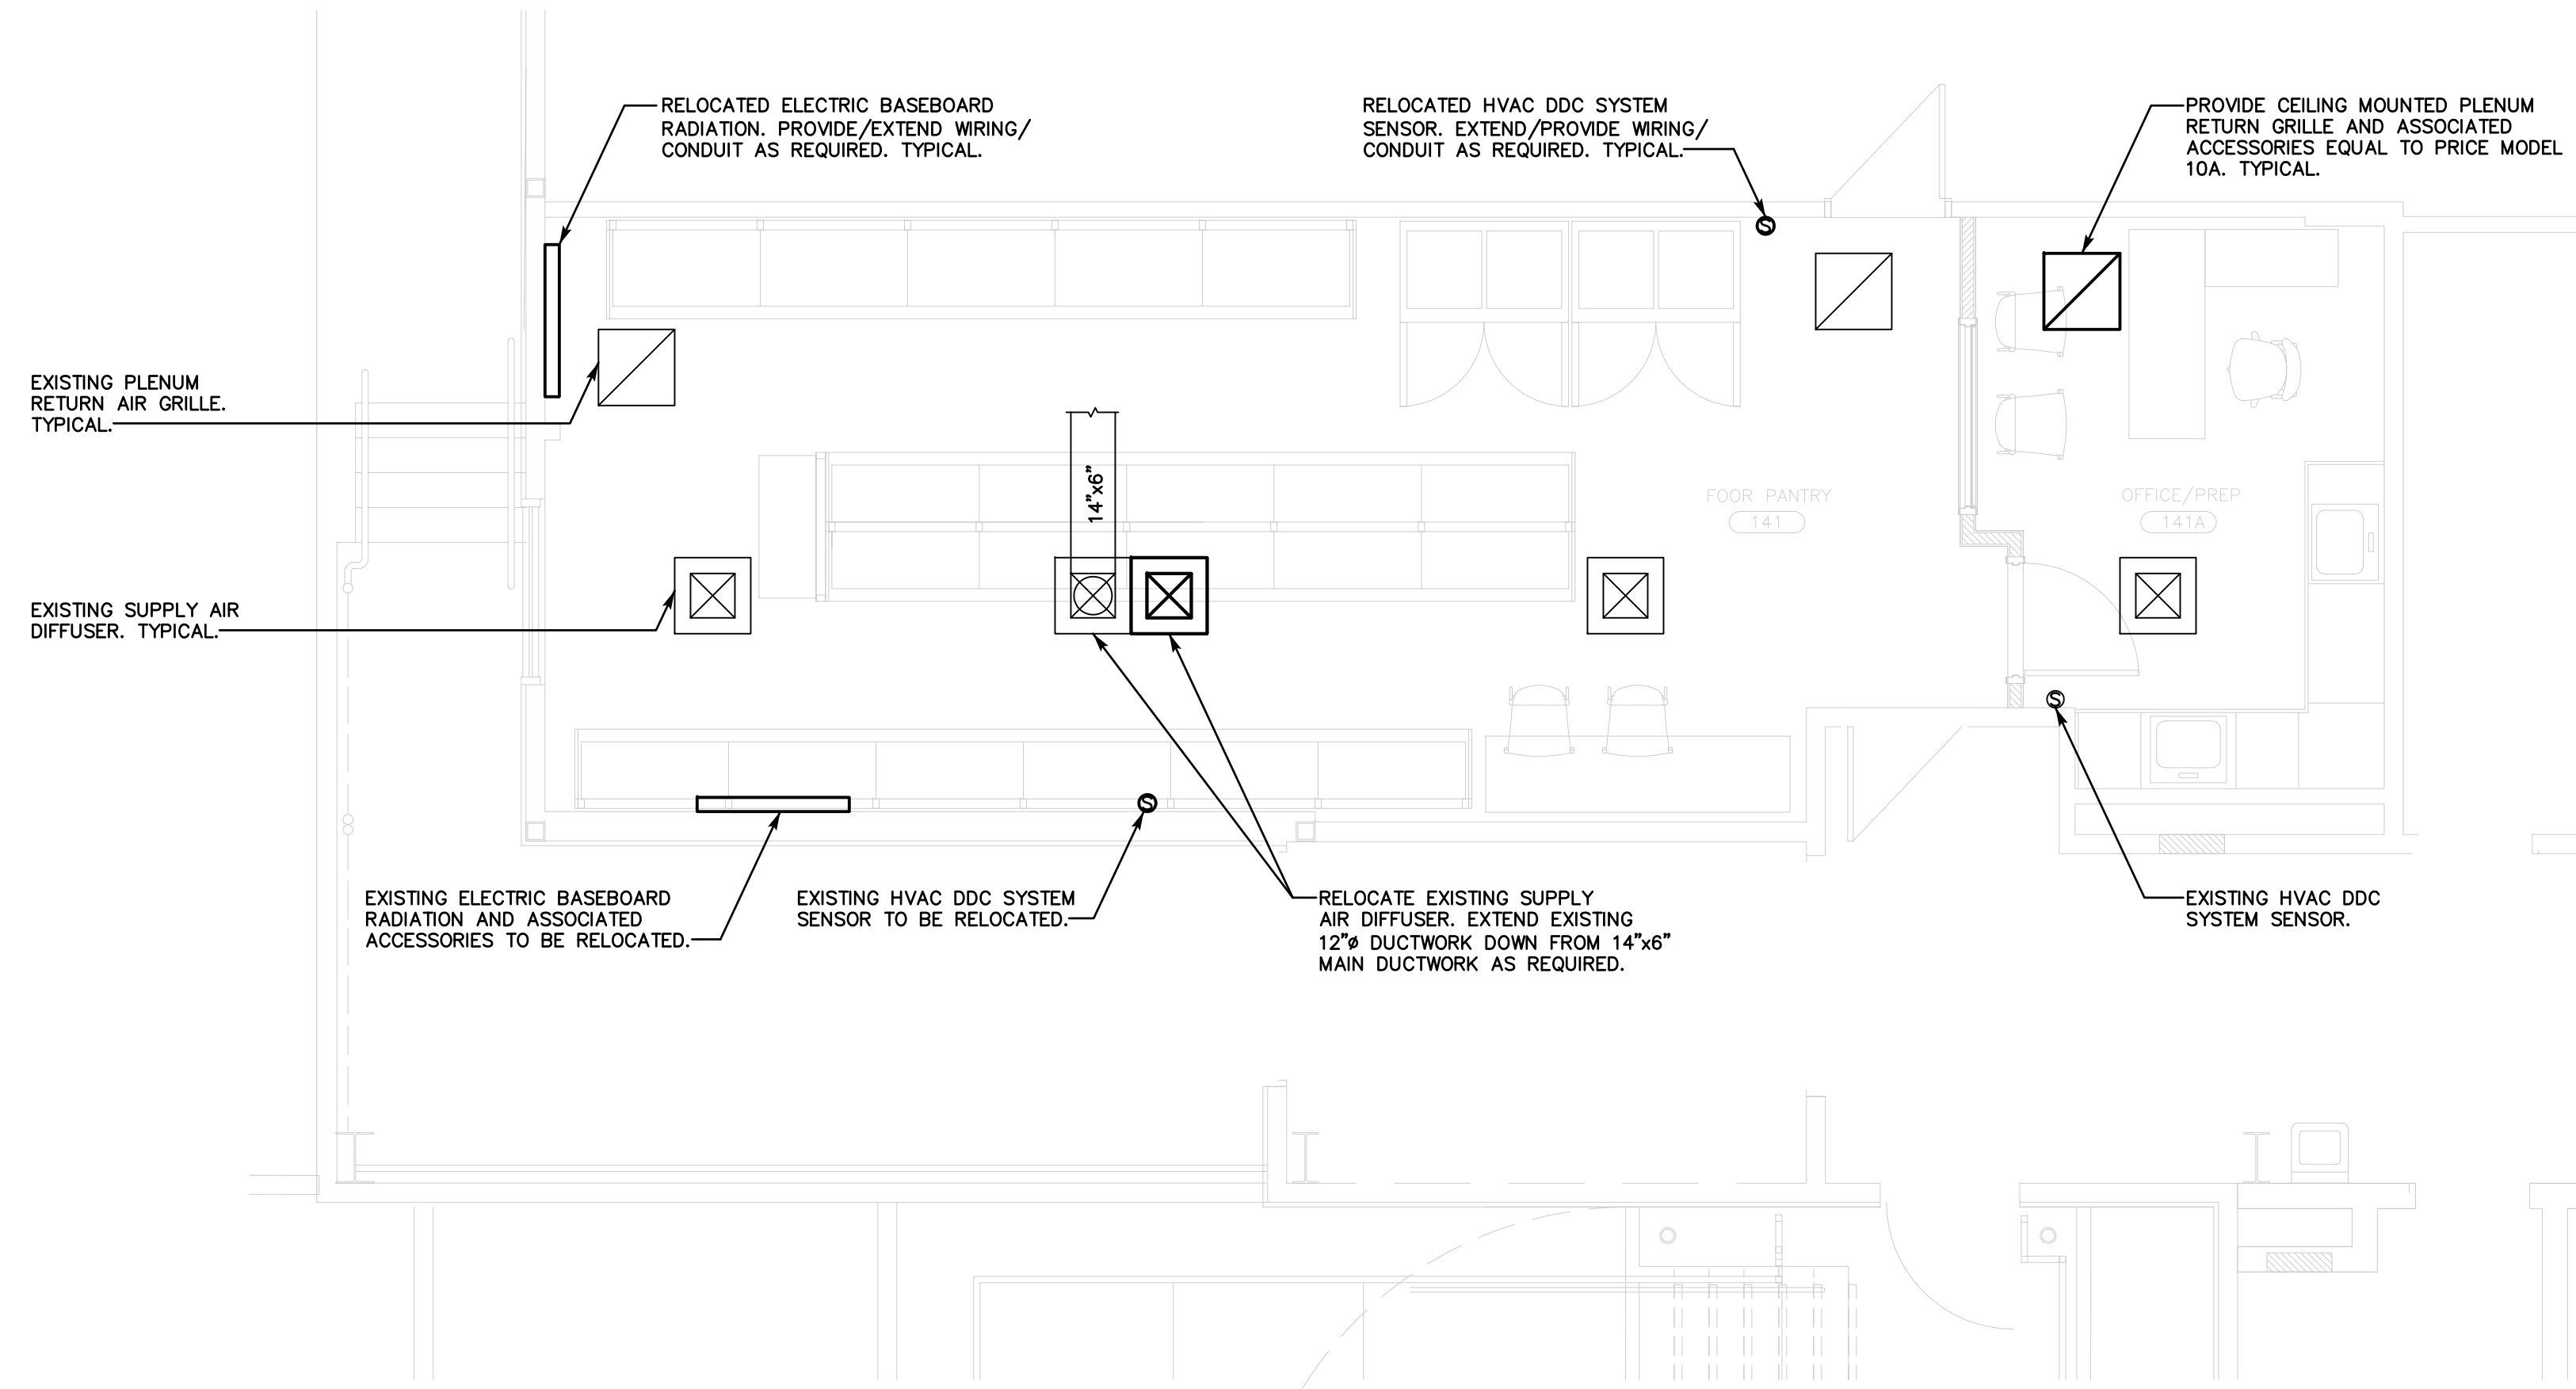 RELOCATED ELECTRIC BASEBOARD
RADIATION. PROVIDE/EXTEND WIRING/
CONDUIT AS REQUIRED. TYPICAL.
RELOCATED HVAC DDC SYSTEM
SENSOR. EXTEND/PROVIDE WIRING/
CONDUIT AS REQUIRED. TYPICAL.
PROVIDE CEILING MOUNTED PLENUM
RETURN GRILLE AND ASSOCIATED
ACCESSORIES EQUAL TO PRICE MODEL
10A. TYPICAL.
S
EXISTING PLENUM
RETURN AIR GRILLE.
TYPICAL.
14"x6"
FOOR PANTRY
141
OFFICE/PREP
141A
EXISTING SUPPLY AIR
DIFFUSER. TYPICAL.
S
S
EXISTING ELECTRIC BASEBOARD
RADIATION AND ASSOCIATED
ACCESSORIES TO BE RELOCATED.
EXISTING HVAC DDC SYSTEM
SENSOR TO BE RELOCATED.
RELOCATE EXISTING SUPPLY
AIR DIFFUSER. EXTEND EXISTING
12"ø DUCTWORK DOWN FROM 14"x6"
MAIN DUCTWORK AS REQUIRED.
EXISTING HVAC DDC
SYSTEM SENSOR.